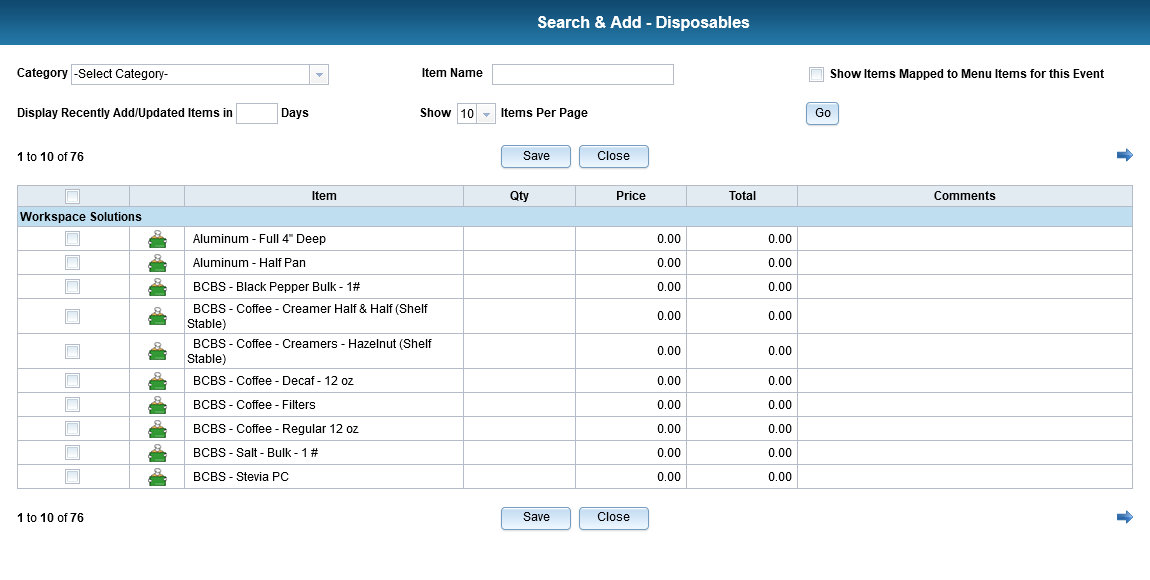 Search & Add - Disposables
Category -Select Category- Item Name Show Items Mapped to Menu Items for this Event
Display Recently Add/Updated Items in Days Show 10 Items Per Page Go
1 to 10 of 76 Save Close
Item Qty Price Total Comments
Workspace Solutions
Aluminum - Full 4" Deep 0.00 0.00
Aluminum - Half Pan 0.00 0.00
BCBS - Black Pepper Bulk - 1# 0.00 0.00
BCBS - Coffee - Creamer Half & Half (Shelf
Stable) 0.00 0.00
BCBS - Coffee - Creamers - Hazelnut (Shelf
Stable) 0.00 0.00
BCBS - Coffee - Decaf - 12 oz 0.00 0.00
BCBS - Coffee - Filters 0.00 0.00
BCBS - Coffee - Regular 12 oz 0.00 0.00
BCBS - Salt - Bulk - 1 # 0.00 0.00
BCBS - Stevia PC 0.00 0.00
1 to 10 of 76 Save Close